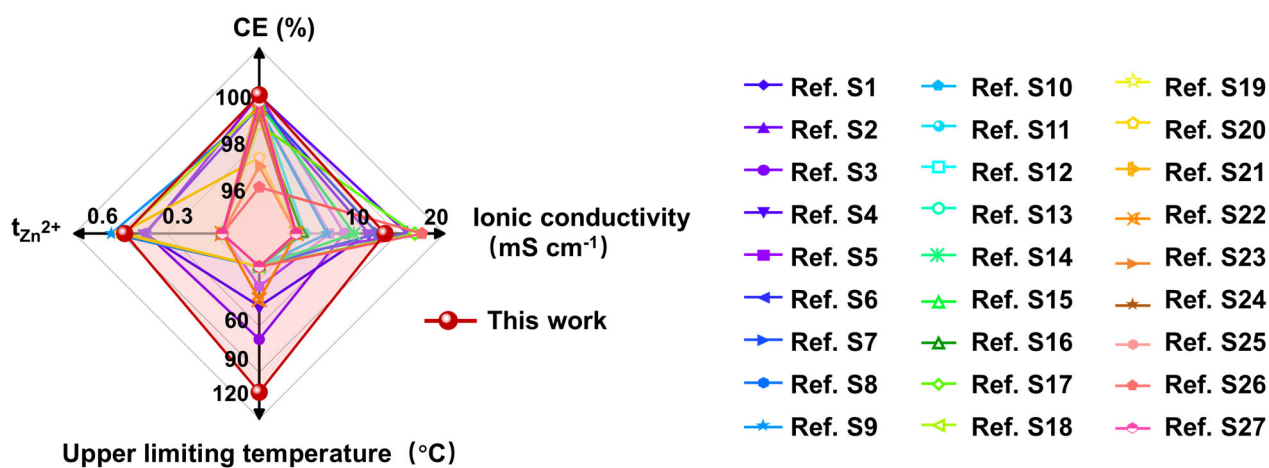 CE (%)
100
98
96
0.6 0.3 10 20
t_Zn²⁺
Ionic conductivity
(mS cm⁻¹)
60
90
120
Upper limiting temperature (°C)
This work
Ref. S1 Ref. S10 Ref. S19
Ref. S2 Ref. S11 Ref. S20
Ref. S3 Ref. S12 Ref. S21
Ref. S4 Ref. S13 Ref. S22
Ref. S5 Ref. S14 Ref. S23
Ref. S6 Ref. S15 Ref. S24
Ref. S7 Ref. S16 Ref. S25
Ref. S8 Ref. S17 Ref. S26
Ref. S9 Ref. S18 Ref. S27